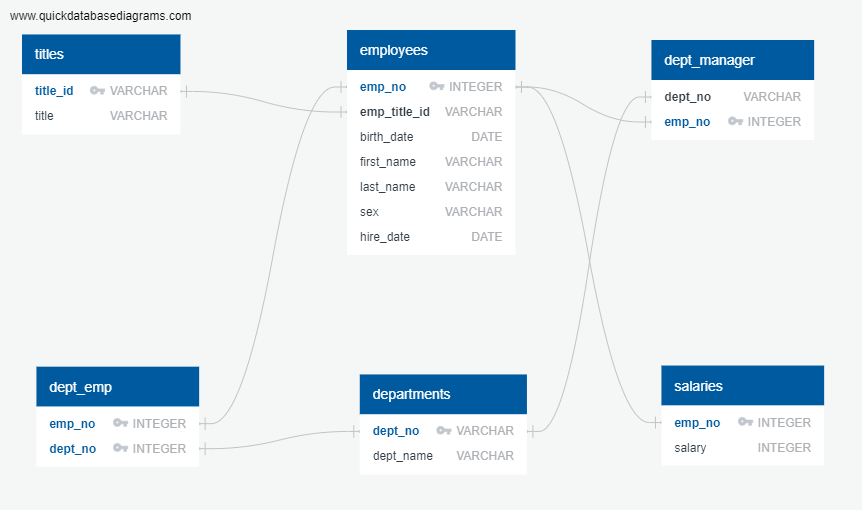 www.quickdatabasediagrams.com
titles
title_id VARCHAR
title VARCHAR
employees
emp_no INTEGER
emp_title_id VARCHAR
birth_date DATE
first_name VARCHAR
last_name VARCHAR
sex VARCHAR
hire_date DATE
dept_manager
dept_no VARCHAR
emp_no INTEGER
dept_emp
emp_no INTEGER
dept_no INTEGER
departments
dept_no VARCHAR
dept_name VARCHAR
salaries
emp_no INTEGER
salary INTEGER